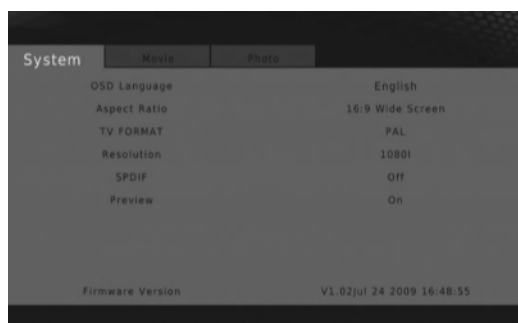 System Movie Photo
OSD Language English
Aspect Ratio 16:9 Wide Screen
TV FORMAT PAL
Resolution 1080I
SPDIF Off
Preview On
Firmware Version V1.02Jul 24 2009 16:48:55